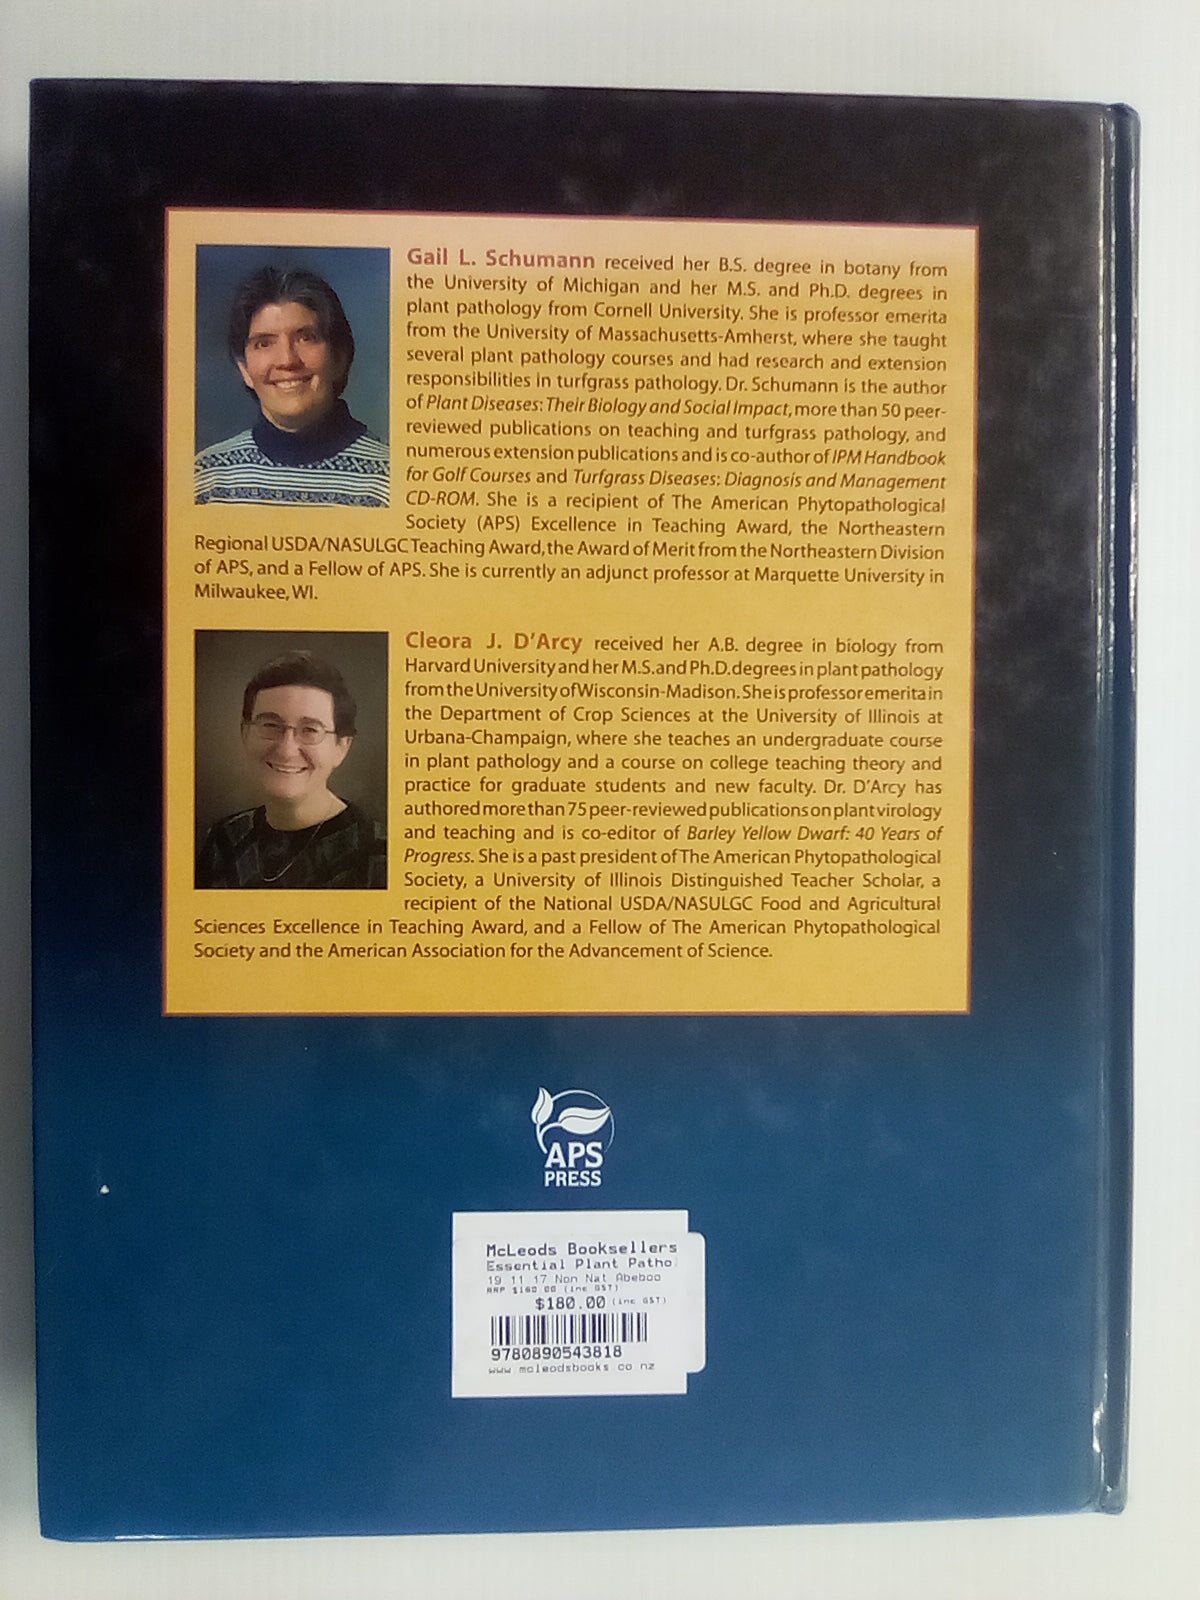 Gail L. Schumann received her B.S. degree in botany from
the University of Michigan and her M.S. and Ph.D. degrees in
plant pathology from Cornell University. She is professor emerita
from the University of Massachusetts-Amherst, where she taught
several plant pathology courses and had research and extension
responsibilities in turfgrass pathology. Dr. Schumann is the author
of Plant Diseases: Their Biology and Social Impact, more than 50 peer-
reviewed publications on teaching and turfgrass pathology, and
numerous extension publications and is co-author of IPM Handbook
for Golf Courses and Turfgrass Diseases: Diagnosis and Management
CD-ROM. She is a recipient of The American Phytopathological
Society (APS) Excellence in Teaching Award, the Northeastern
Regional USDA/NASULGC Teaching Award, the Award of Merit from the Northeastern Division
of APS, and a Fellow of APS. She is currently an adjunct professor at Marquette University in
Milwaukee, WI.
Cleora J. D'Arcy received her A.B. degree in biology from
Harvard University and her M.S. and Ph.D. degrees in plant pathology
from the University of Wisconsin-Madison. She is professor emerita in
the Department of Crop Sciences at the University of Illinois at
Urbana-Champaign, where she teaches an undergraduate course
in plant pathology and a course on college teaching theory and
practice for graduate students and new faculty. Dr. D'Arcy has
authored more than 75 peer-reviewed publications on plant virology
and teaching and is co-editor of Barley Yellow Dwarf: 40 Years of
Progress. She is a past president of The American Phytopathological
Society, a University of Illinois Distinguished Teacher Scholar, a
recipient of the National USDA/NASULGC Food and Agricultural
Sciences Excellence in Teaching Award, and a Fellow of The American Phytopathological
Society and the American Association for the Advancement of Science.
APS
PRESS
McLeods Booksellers
Essential Plant Patho
19 11 17 Non Nat Abeboo
RRP (inc GST)
$180.00 (inc GST)
9780890543818
www.mcleodsbooks.co.nz